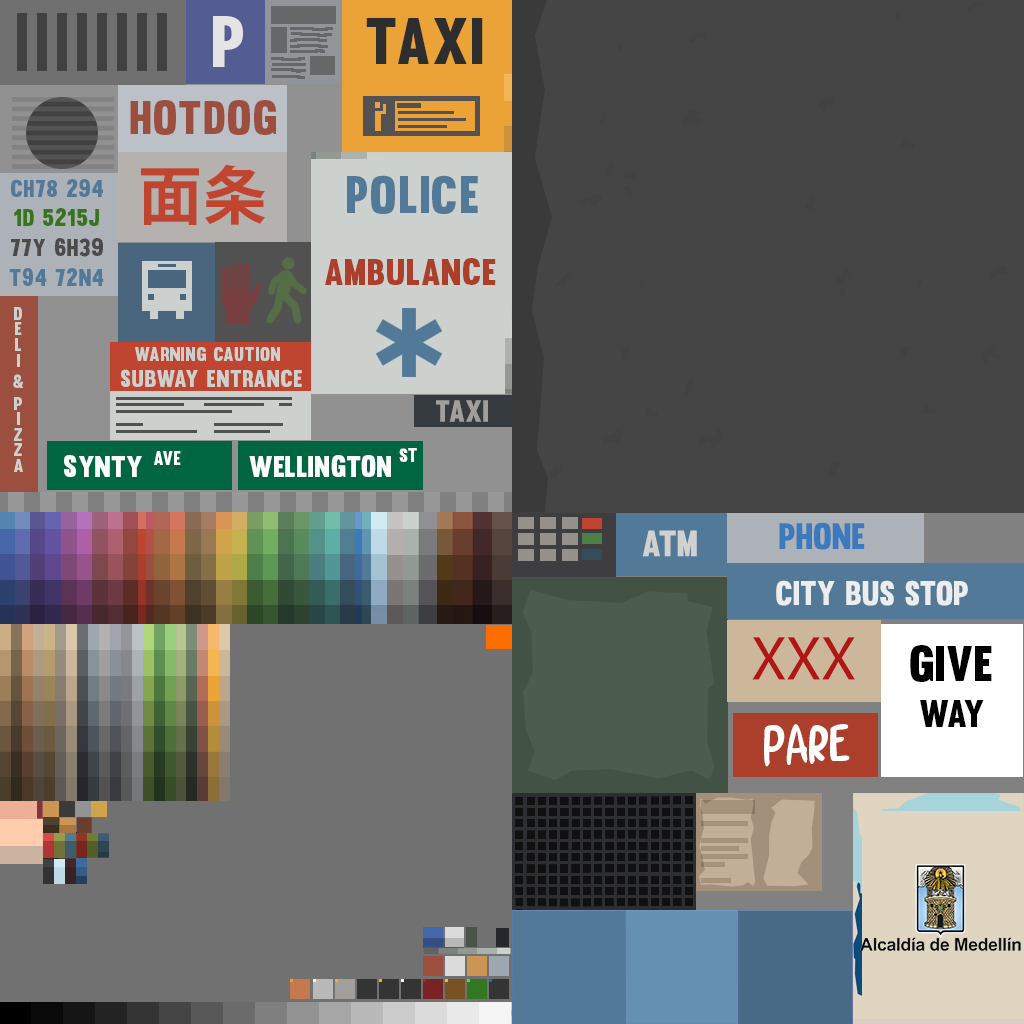 P
TAXI
HOTDOG
面条
CH78 294
1D 5215J
77Y 6H39
T94 72N4
POLICE
AMBULANCE
DELI & PIZZA
WARNING CAUTION
SUBWAY ENTRANCE
TAXI
SYNTY AVE
WELLINGTON ST
ATM
PHONE
CITY BUS STOP
XXX
GIVE
WAY
PARE
Alcaldía de Medellín